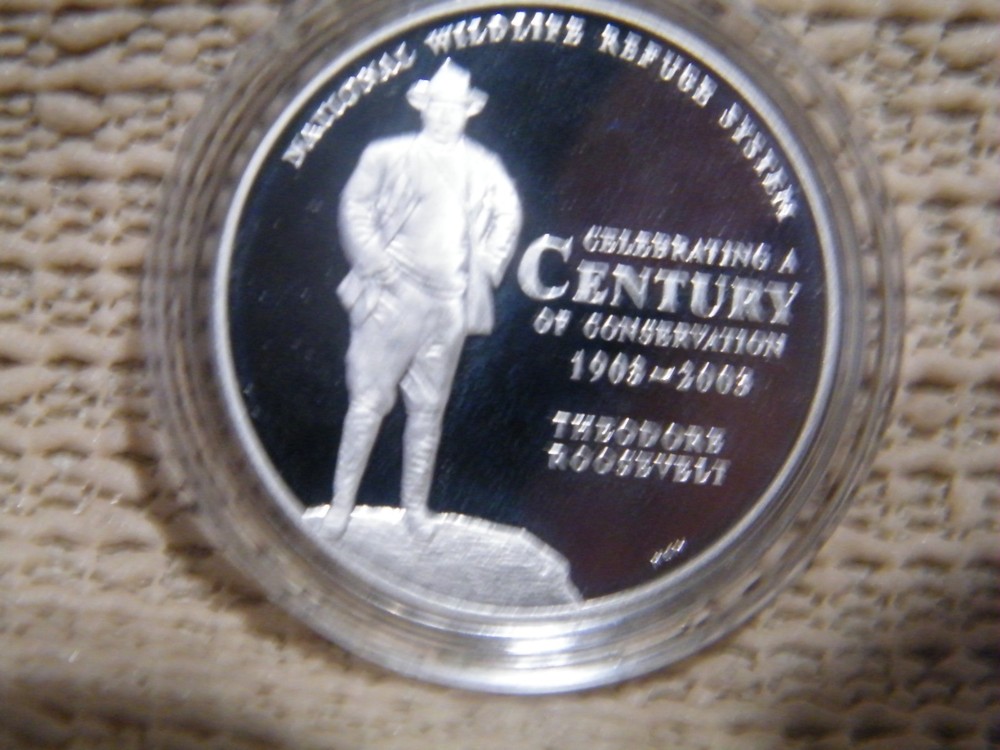 NATIONAL WILDLIFE REFUGE SYSTEM
CELEBRATING A
CENTURY
OF CONSERVATION
1903-2003
THEODORE
ROOSEVELT